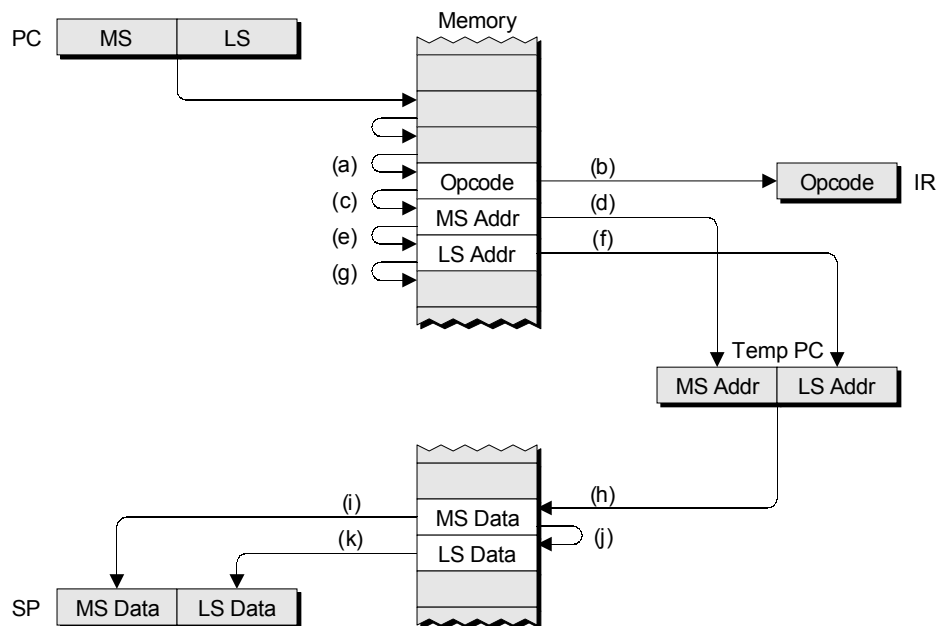 Memory
PC MS LS
(a) (b)
Opcode Opcode IR
(c) (d)
MS Addr
(e) (f)
LS Addr
(g)
Temp PC
MS Addr LS Addr
(i) (h)
MS Data
(k) (j)
LS Data
SP MS Data LS Data